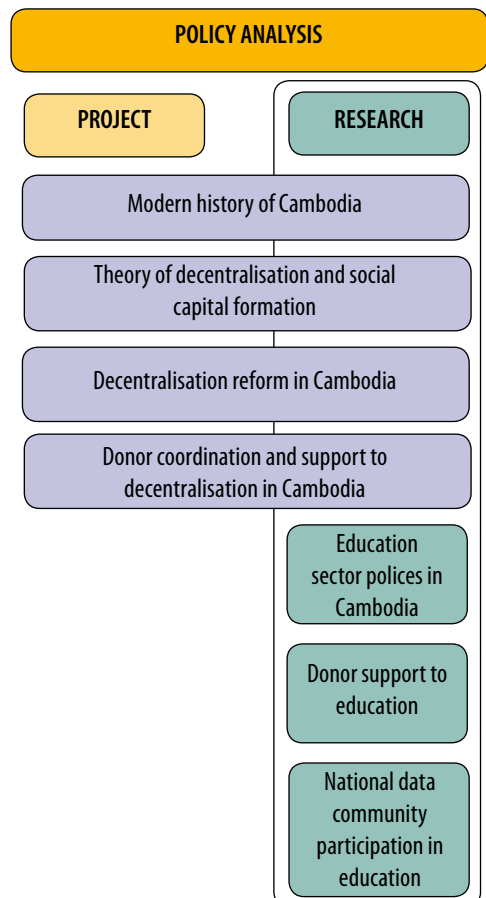 POLICY ANALYSIS
PROJECT
RESEARCH
Modern history of Cambodia
Theory of decentralisation and social
capital formation
Decentralisation reform in Cambodia
Donor coordination and support to
decentralisation in Cambodia
Education
sector polices in
Cambodia
Donor support to
education
National data
community
participation in
education